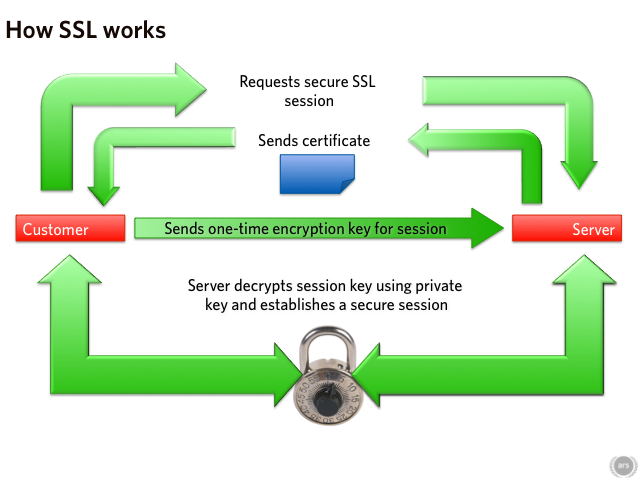 How SSL works
Requests secure SSL
session
Sends certificate
Customer
Sends one-time encryption key for session
Server
Server decrypts session key using private
key and establishes a secure session
ars